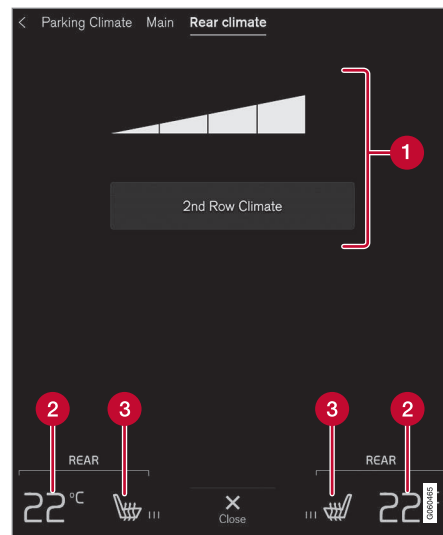 < Parking Climate Main Rear climate
1
2nd Row Climate
2 3 3 2
REAR REAR
22 °C 22
Close
G060465